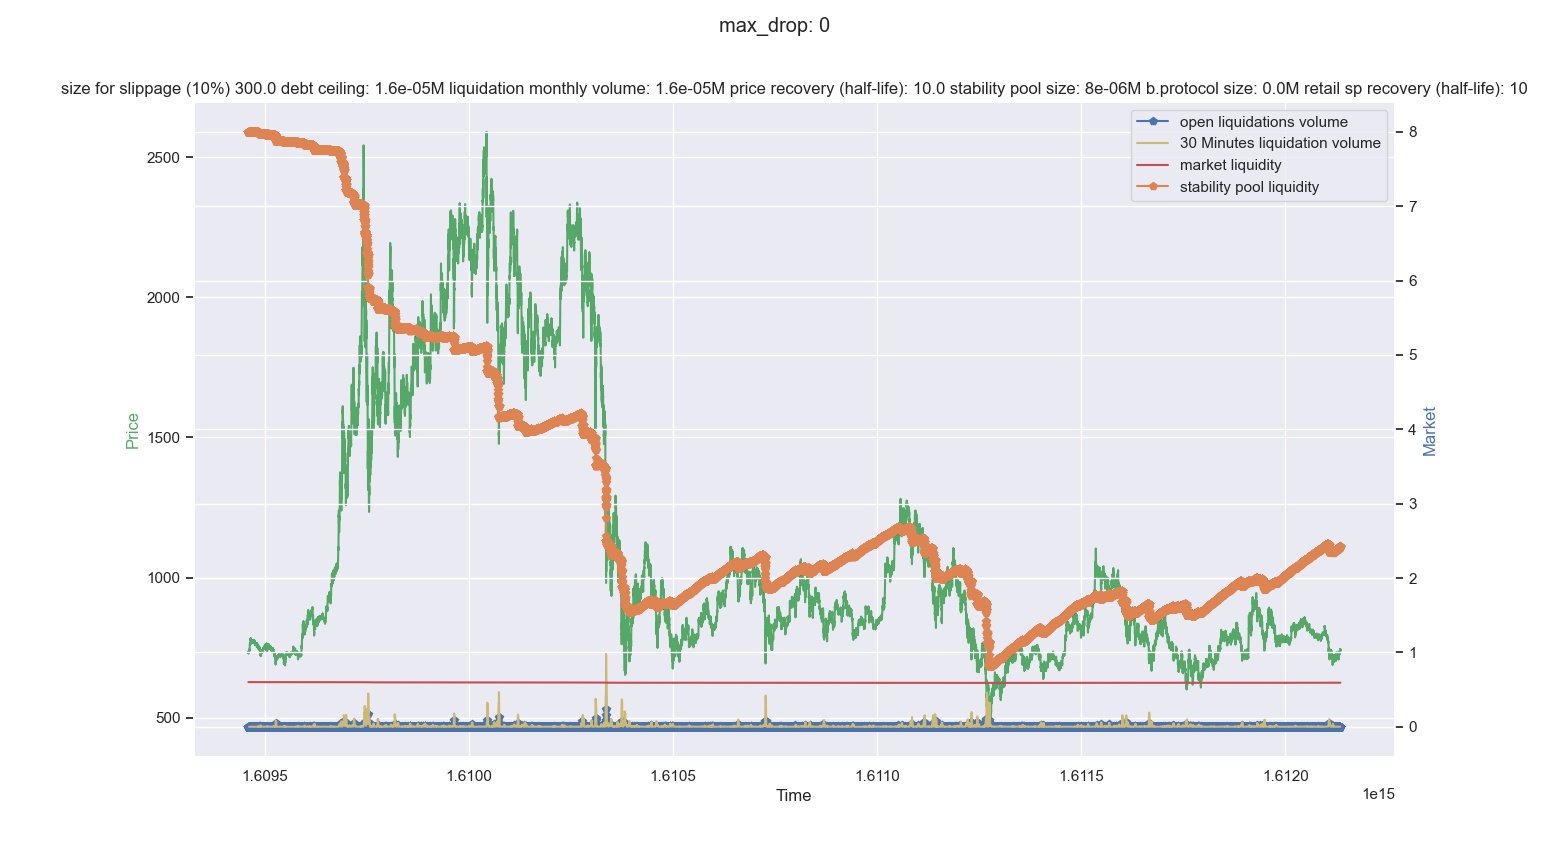 max_drop: 0
size for slippage (10%) 300.0 debt ceiling: 1.6e-05M liquidation monthly volume: 1.6e-05M price recovery (half-life): 10.0 stability pool size: 8e-06M b.protocol size: 0.0M retail sp recovery (half-life): 10
open liquidations volume
30 Minutes liquidation volume
market liquidity
stability pool liquidity
2500
2000
1500
1000
500
Price
8
7
6
5
4
3
2
1
0
Market
1.6095
1.6100
1.6105
1.6110
1.6115
1.6120
1e15
Time